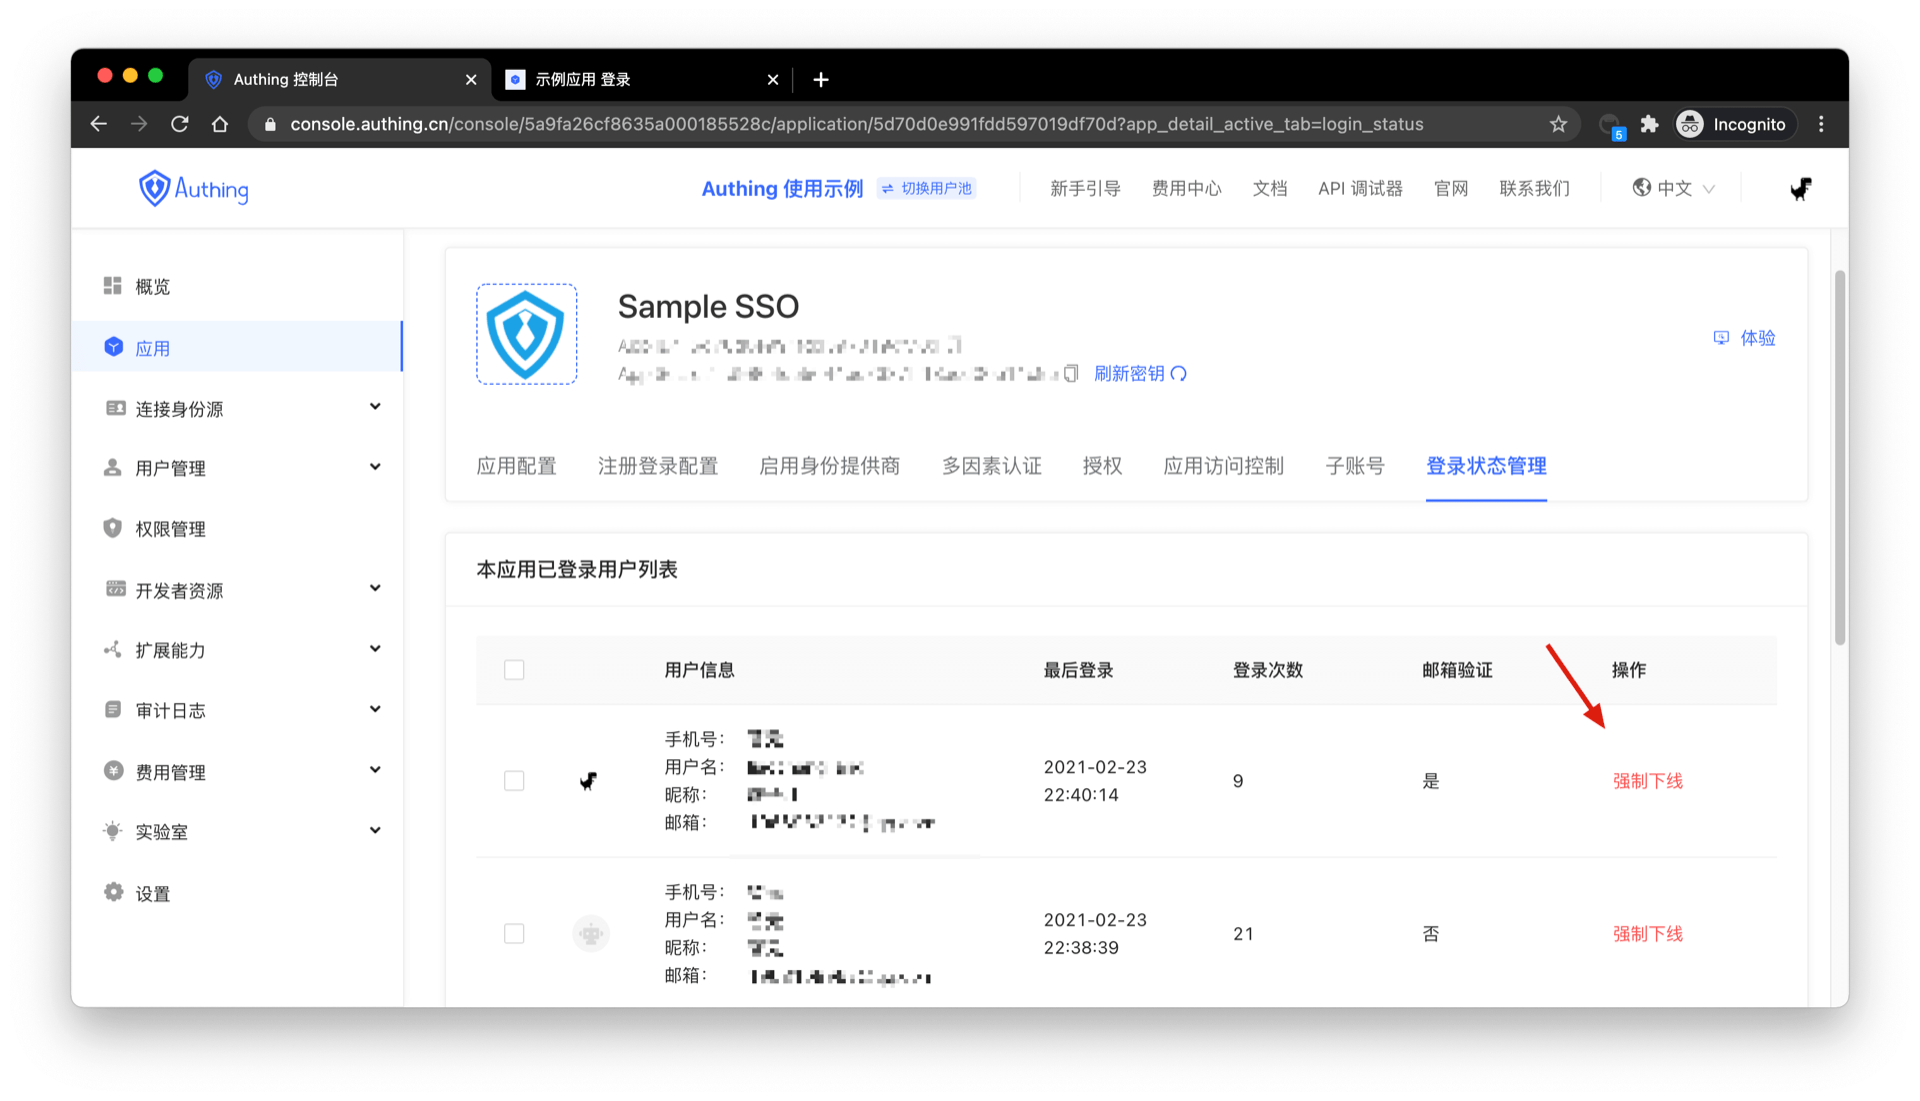 Authing 控制台
示例应用 登录
console.authing.cn/console/5a9fa26cf8635a000185528c/application/5d70d0e991fdd597019df70d?app_detail_active_tab=login_status
5
Incognito
Authing
Authing 使用示例
切换用户池
新手引导
费用中心
文档
API 调试器
官网
联系我们
中文
概览
应用
连接身份源
用户管理
权限管理
开发者资源
扩展能力
审计日志
费用管理
实验室
设置
Sample SSO
刷新密钥
体验
应用配置
注册登录配置
启用身份提供商
多因素认证
授权
应用访问控制
子账号
登录状态管理
本应用已登录用户列表
用户信息
最后登录
登录次数
邮箱验证
操作
手机号：
用户名：
昵称：
邮箱：
2021-02-23
22:40:14
9
是
强制下线
手机号：
用户名：
昵称：
邮箱：
2021-02-23
22:38:39
21
否
强制下线